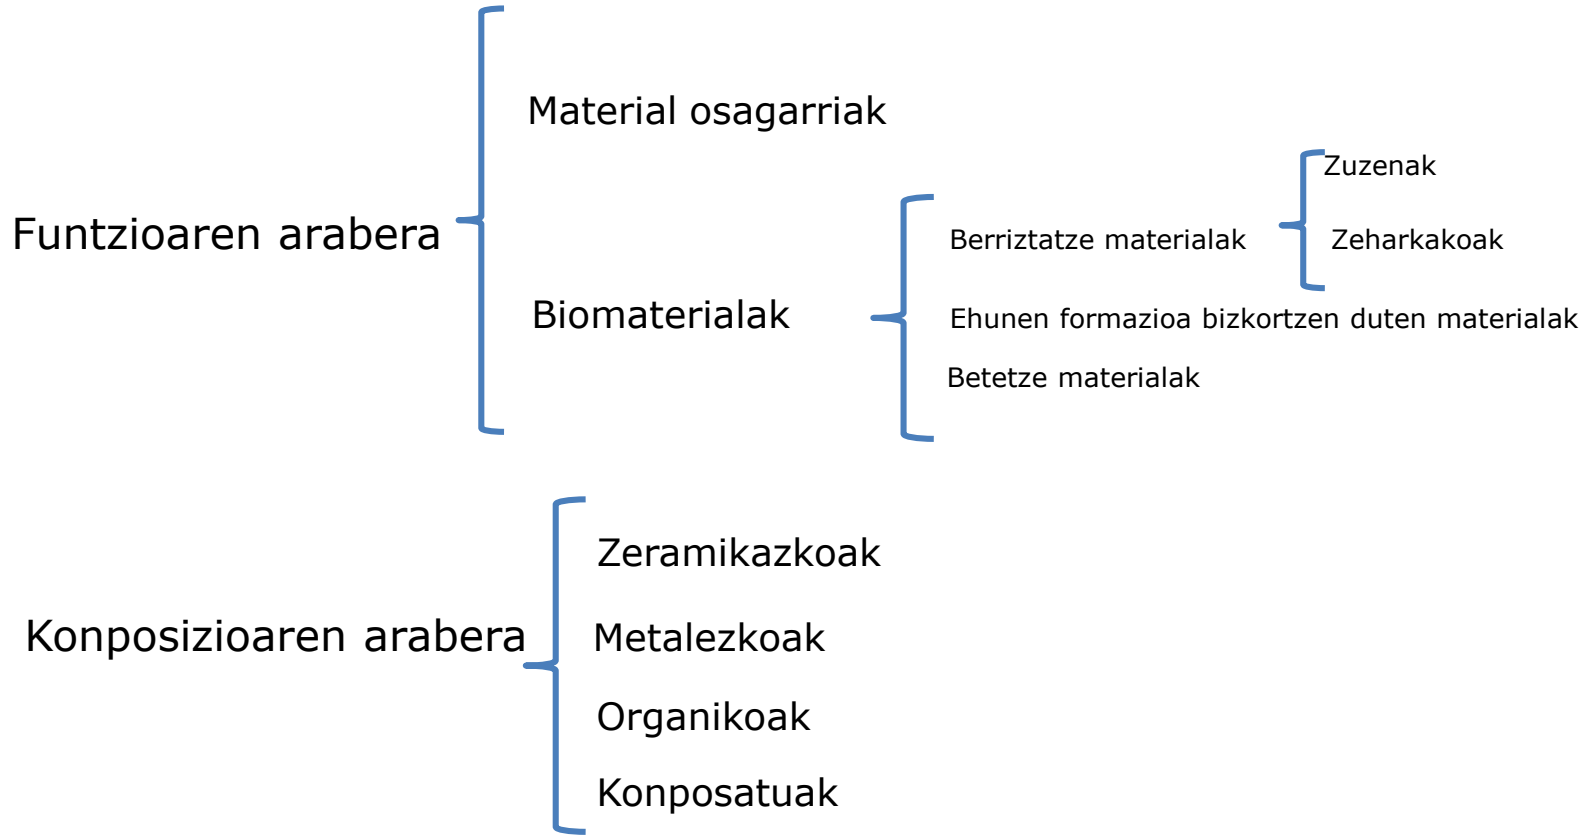 Funtzioaren arabera
Material osagarriak
Biomaterialak
Berriztatze materialak
Zuzenak
Zeharkakoak
Ehunen formazioa bizkortzen duten materialak
Betetze materialak
Konposizioaren arabera
Zeramikazkoak
Metalezkoak
Organikoak
Konposatuak